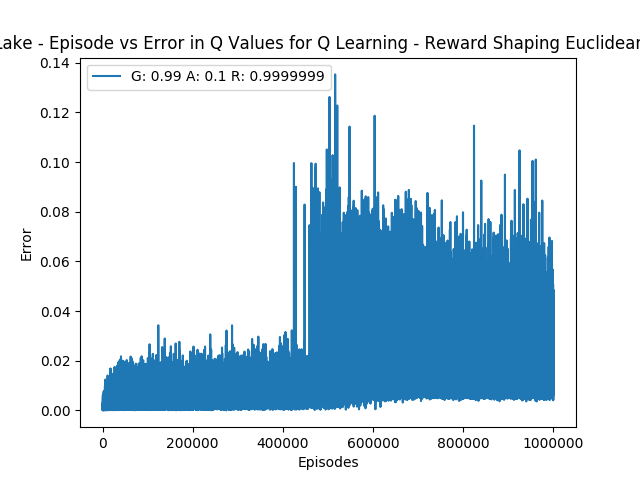 Lake - Episode vs Error in Q Values for Q Learning - Reward Shaping Euclidean
G: 0.99 A: 0.1 R: 0.9999999
0.14
0.12
0.10
0.08
0.06
0.04
0.02
0.00
Error
0 200000 400000 600000 800000 1000000
Episodes